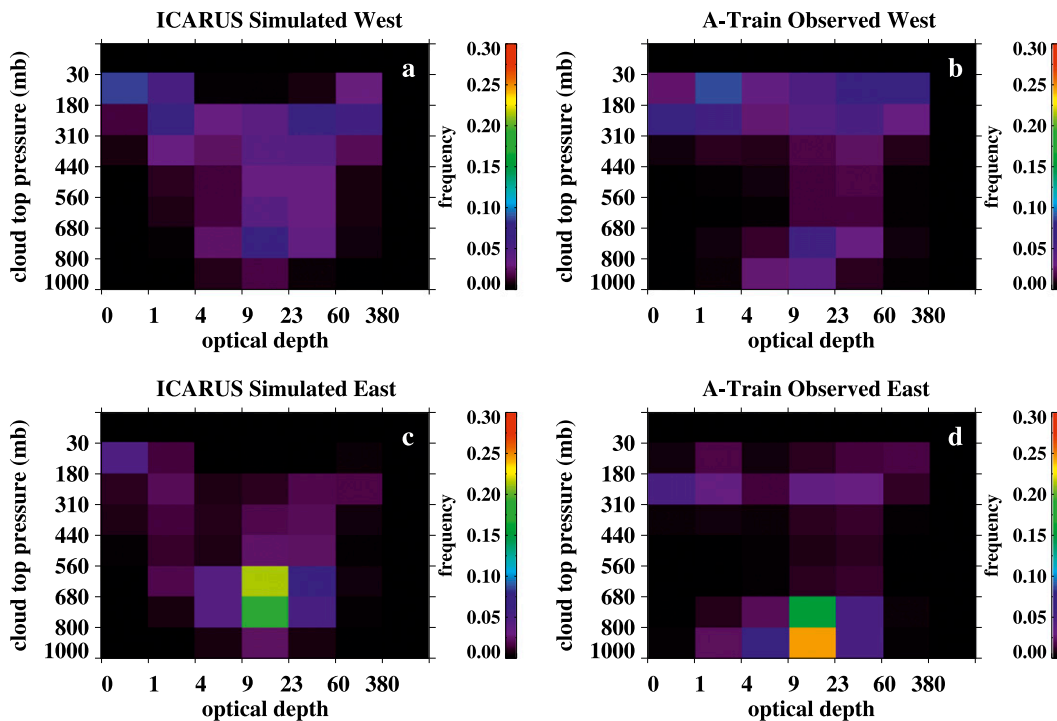 ICARUS Simulated West
a
cloud top pressure (mb)
30
180
310
440
560
680
800
1000
0 1 4 9 23 60 380
optical depth
0.30
0.25
0.20
0.15
0.10
0.05
0.00
frequency
A-Train Observed West
b
cloud top pressure (mb)
30
180
310
440
560
680
800
1000
0 1 4 9 23 60 380
optical depth
0.30
0.25
0.20
0.15
0.10
0.05
0.00
frequency
ICARUS Simulated East
c
cloud top pressure (mb)
30
180
310
440
560
680
800
1000
0 1 4 9 23 60 380
optical depth
0.30
0.25
0.20
0.15
0.10
0.05
0.00
frequency
A-Train Observed East
d
cloud top pressure (mb)
30
180
310
440
560
680
800
1000
0 1 4 9 23 60 380
optical depth
0.30
0.25
0.20
0.15
0.10
0.05
0.00
frequency